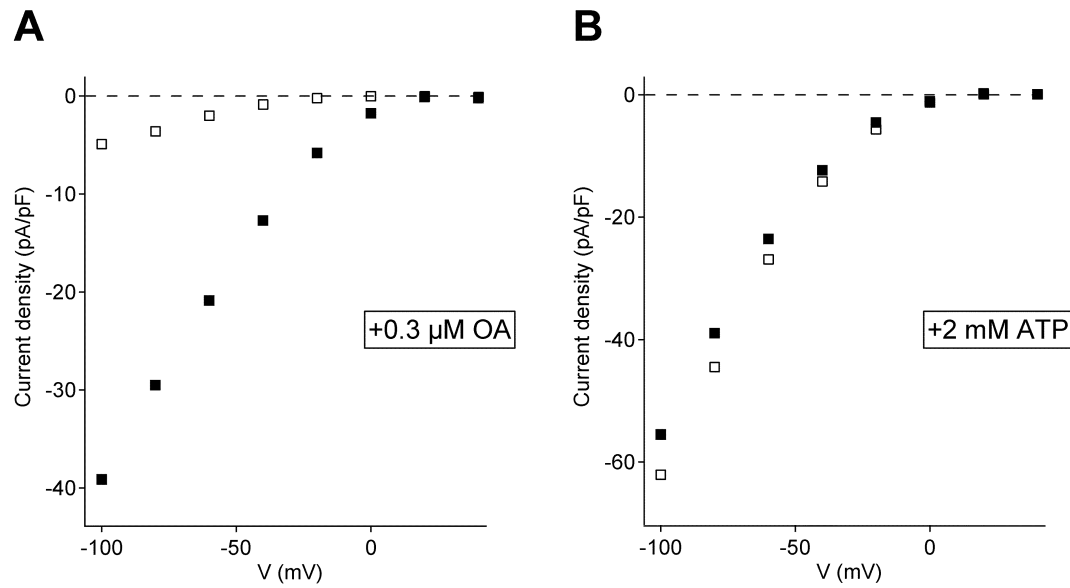 A
0
-10
-20
-30
-40
-100
-50
0
Current density (pA/pF)
V (mV)
+0.3 µM OA
B
0
-20
-40
-60
-100
-50
0
Current density (pA/pF)
V (mV)
+2 mM ATP